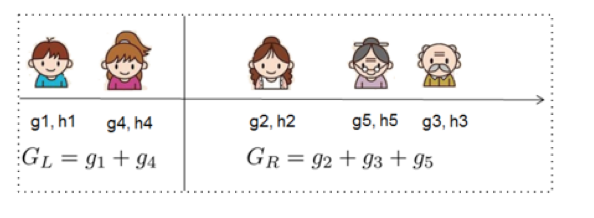 g1, h1 g4, h4 g2, h2 g5, h5 g3, h3
G_L = g_1 + g_4 G_R = g_2 + g_3 + g_5